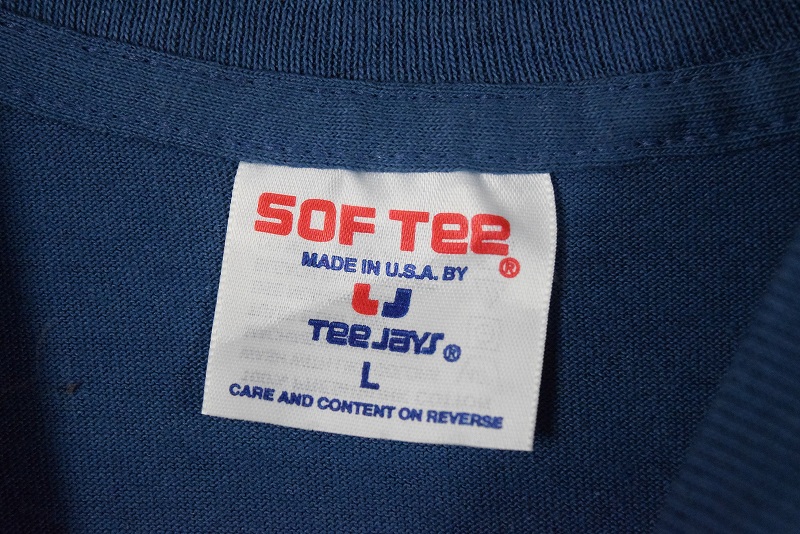 SOF Tee®
MADE IN U.S.A. BY
Tee Jays®
L
CARE AND CONTENT ON REVERSE